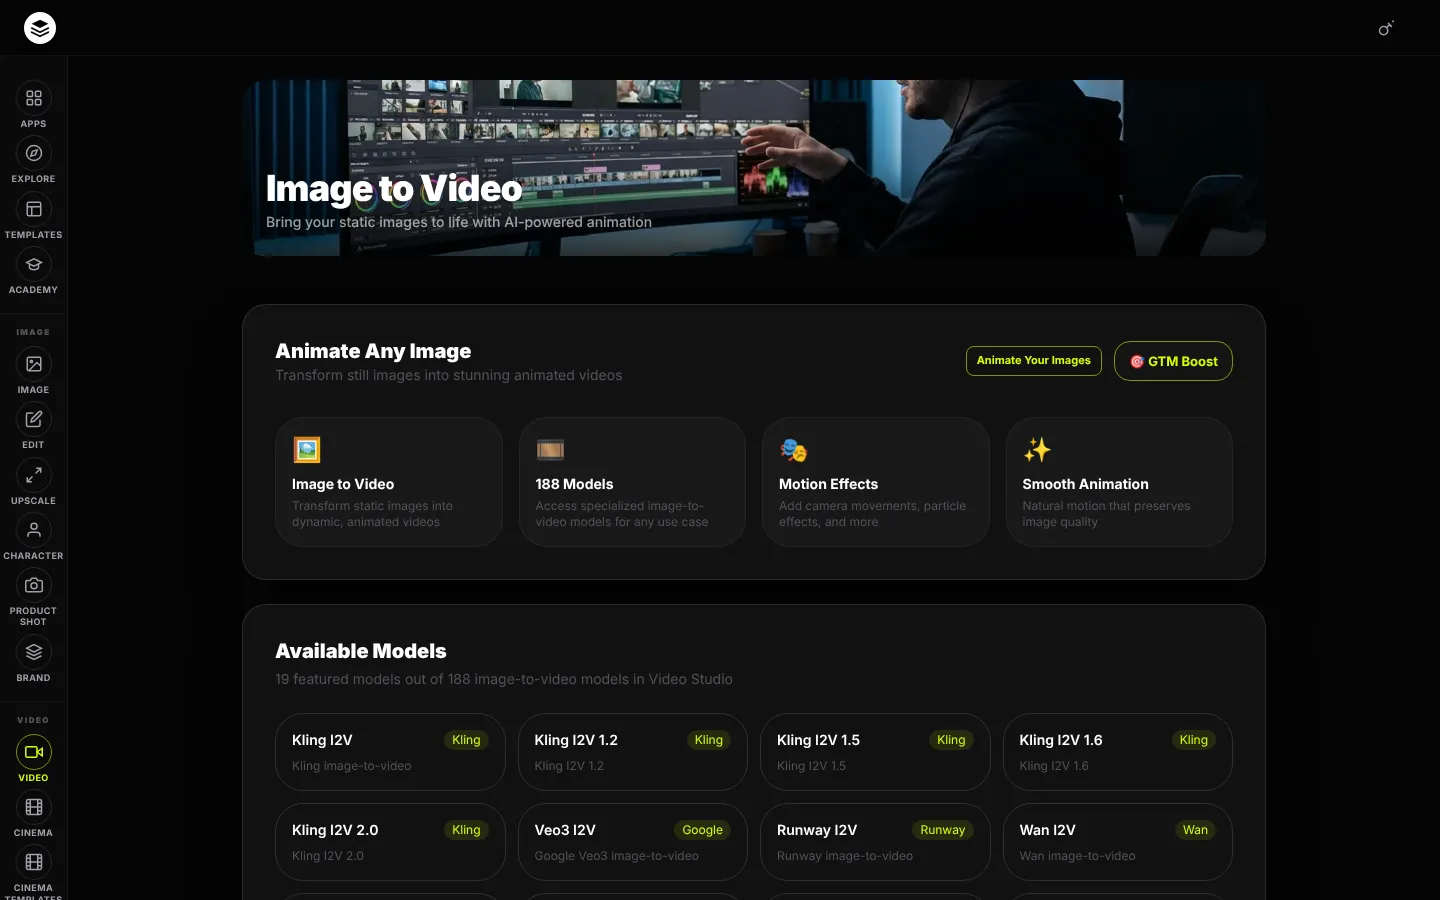 APPS
EXPLORE
TEMPLATES
ACADEMY
IMAGE
IMAGE
EDIT
UPSCALE
CHARACTER
PRODUCT
SHOT
BRAND
VIDEO
VIDEO
CINEMA
CINEMA
TEMPLATES
Image to Video
Bring your static images to life with AI-powered animation
Animate Any Image
Transform still images into stunning animated videos
Animate Your Images
🎯 GTM Boost
Image to Video
Transform static images into
dynamic, animated videos
188 Models
Access specialized image-to-
video models for any use case
Motion Effects
Add camera movements, particle
effects, and more
Smooth Animation
Natural motion that preserves
image quality
Available Models
19 featured models out of 188 image-to-video models in Video Studio
Kling I2V
Kling
Kling image-to-video
Kling I2V 1.2
Kling
Kling I2V 1.2
Kling I2V 1.5
Kling
Kling I2V 1.5
Kling I2V 1.6
Kling
Kling I2V 1.6
Kling I2V 2.0
Kling
Kling I2V 2.0
Veo3 I2V
Google
Google Veo3 image-to-video
Runway I2V
Runway
Runway image-to-video
Wan I2V
Wan
Wan image-to-video